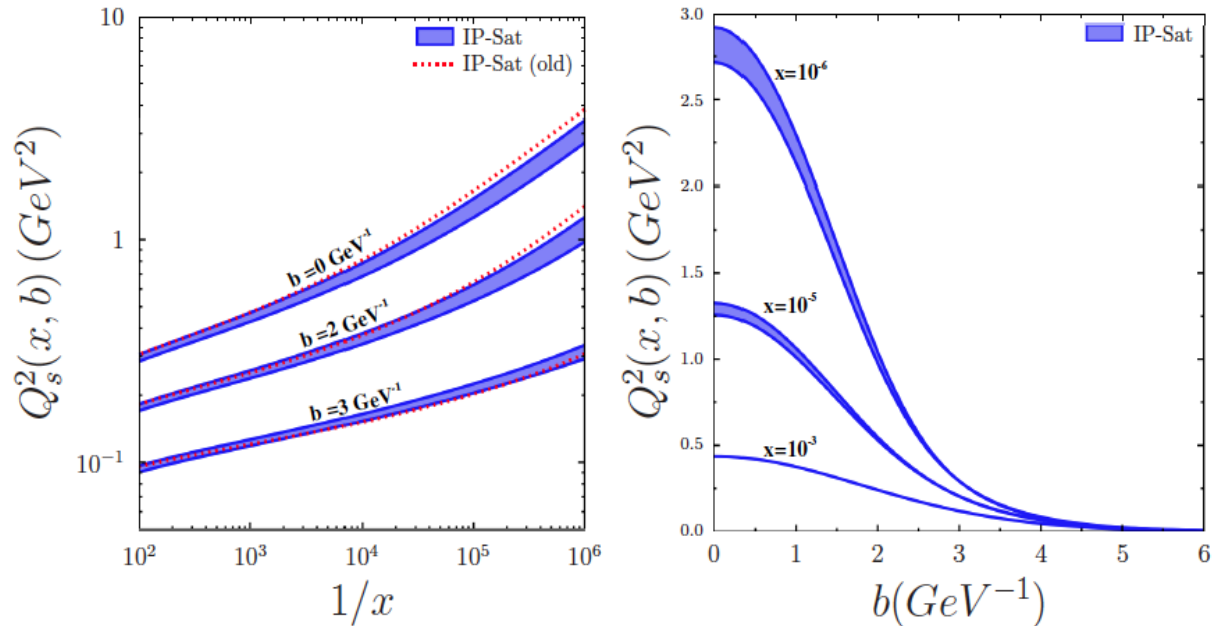 10
1
10⁻¹
Q_s²(x, b) (GeV²)
IP-Sat
IP-Sat (old)
b =0 GeV⁻¹
b =2 GeV⁻¹
b =3 GeV⁻¹
10²
10³
10⁴
10⁵
10⁶
1/x
3.0
2.5
2.0
1.5
1.0
0.5
0.0
Q_s²(x, b) (GeV²)
IP-Sat
x=10⁻⁶
x=10⁻⁵
x=10⁻³
0
1
2
3
4
5
6
b(GeV⁻¹)